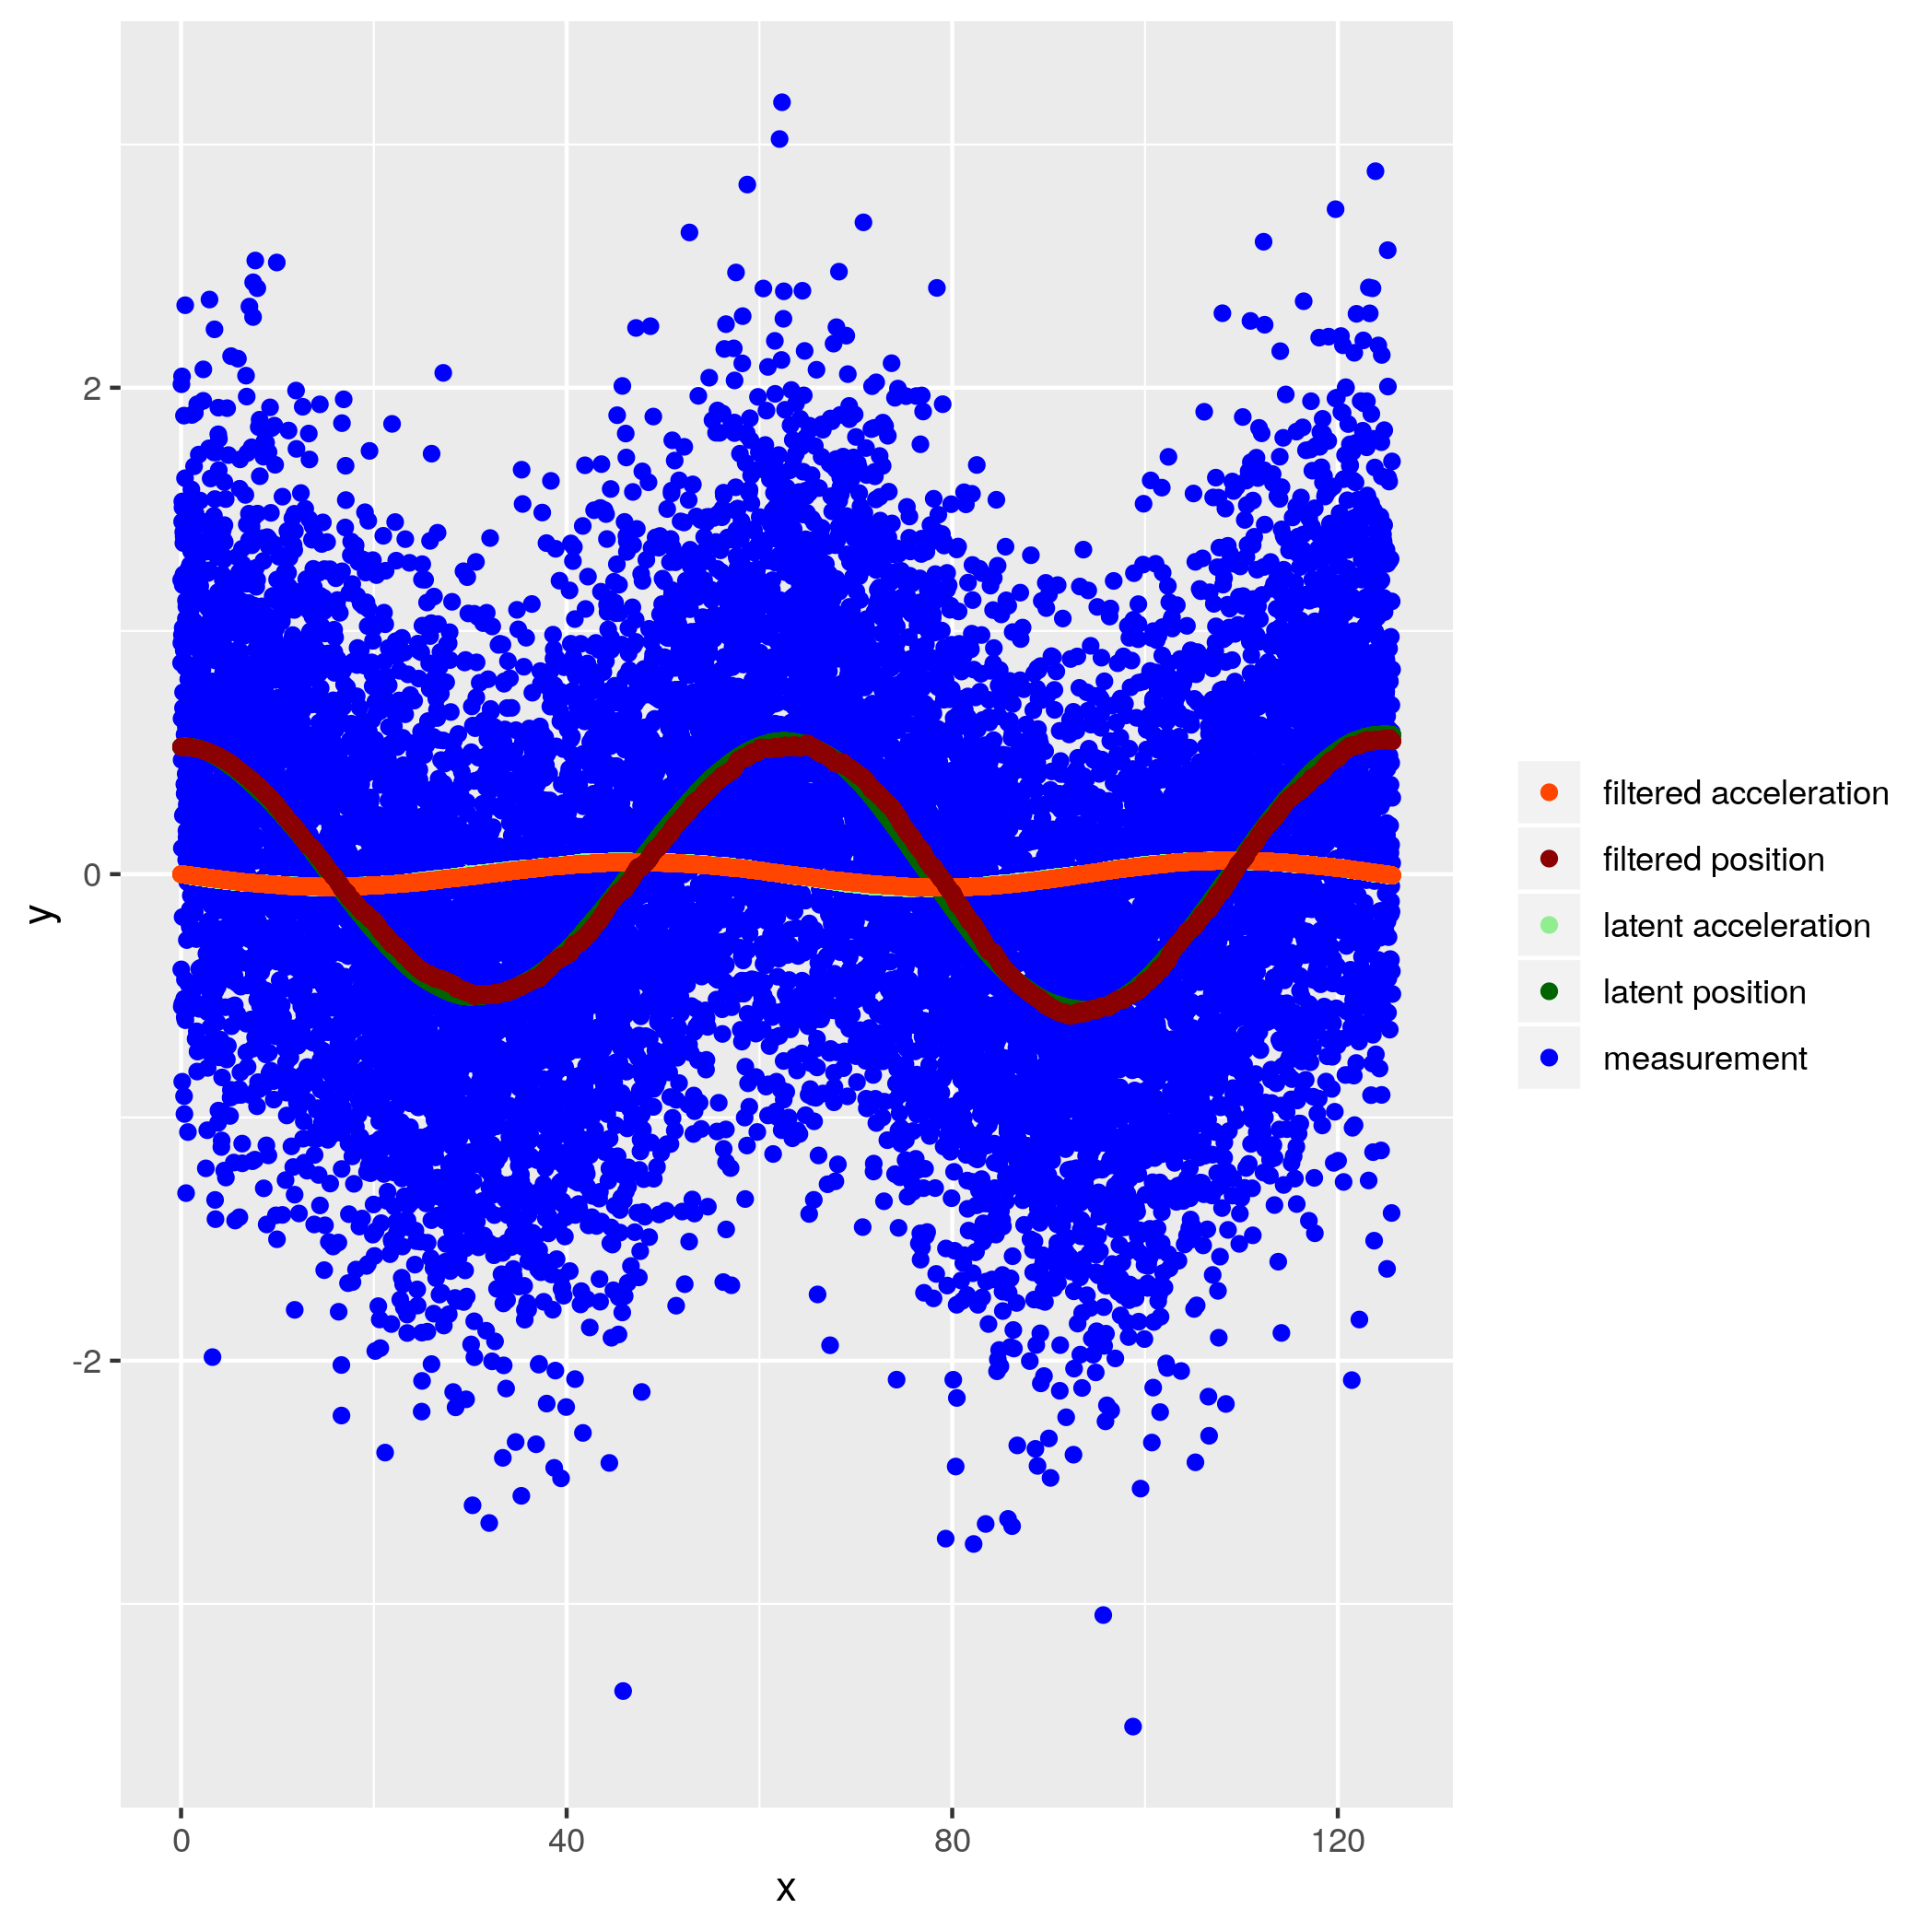 2
0
-2
y
0 40 80 120
x
filtered acceleration
filtered position
latent acceleration
latent position
measurement